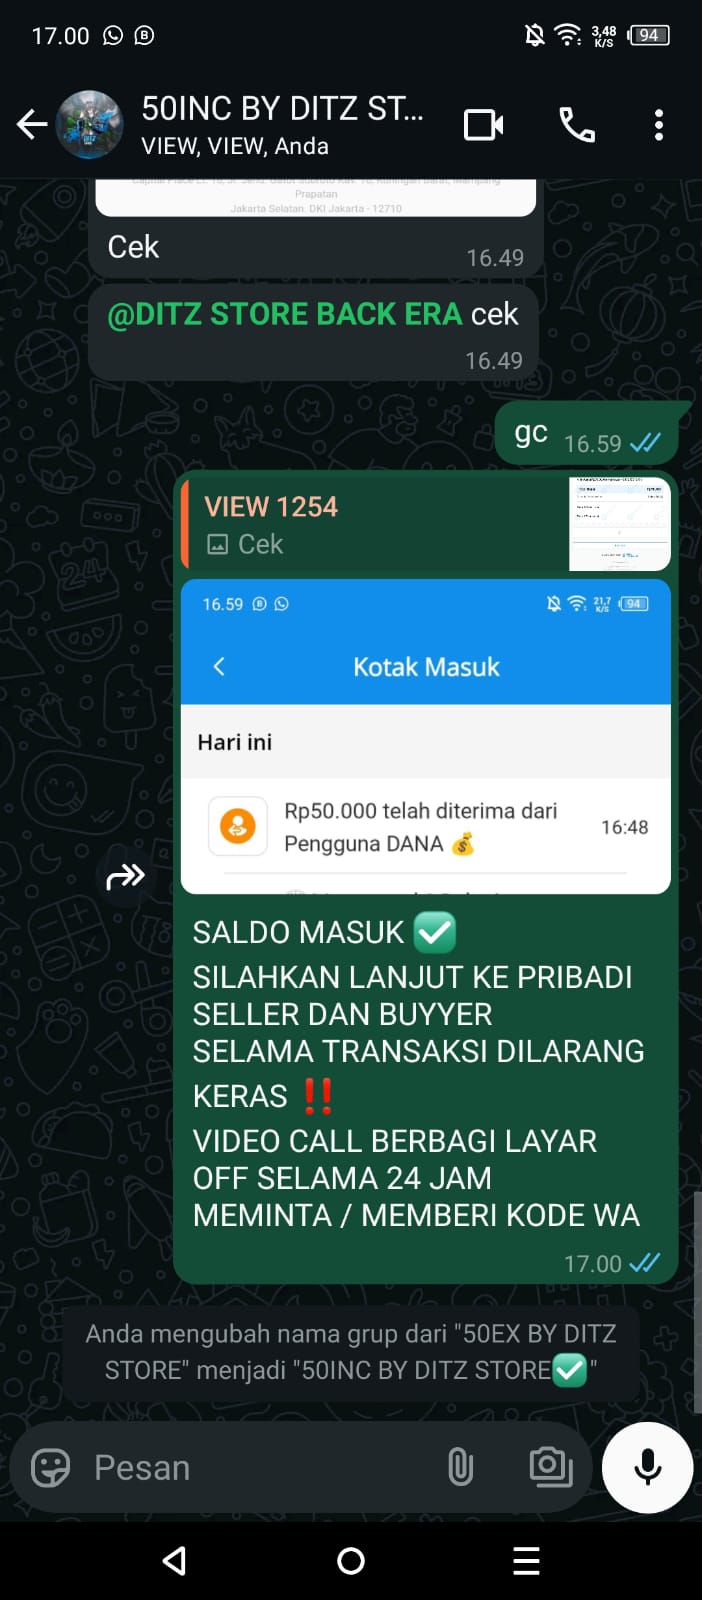 17.00
3,48
K/S
94
50INC BY DITZ ST...
VIEW, VIEW, Anda
Prapatan
Jakarta Selatan. DKI Jakarta - 12710
Cek
16.49
@DITZ STORE BACK ERA cek
16.49
gc
16.59
VIEW 1254
Cek
16.59
21,7
K/S
94
Kotak Masuk
Hari ini
Rp50.000 telah diterima dari
Pengguna DANA 💰
16:48
SALDO MASUK ✅
SILAHKAN LANJUT KE PRIBADI
SELLER DAN BUYYER
SELAMA TRANSAKSI DILARANG
KERAS ‼️
VIDEO CALL BERBAGI LAYAR
OFF SELAMA 24 JAM
MEMINTA / MEMBERI KODE WA
17.00
Anda mengubah nama grup dari "50EX BY DITZ
STORE" menjadi "50INC BY DITZ STORE✅"
Pesan